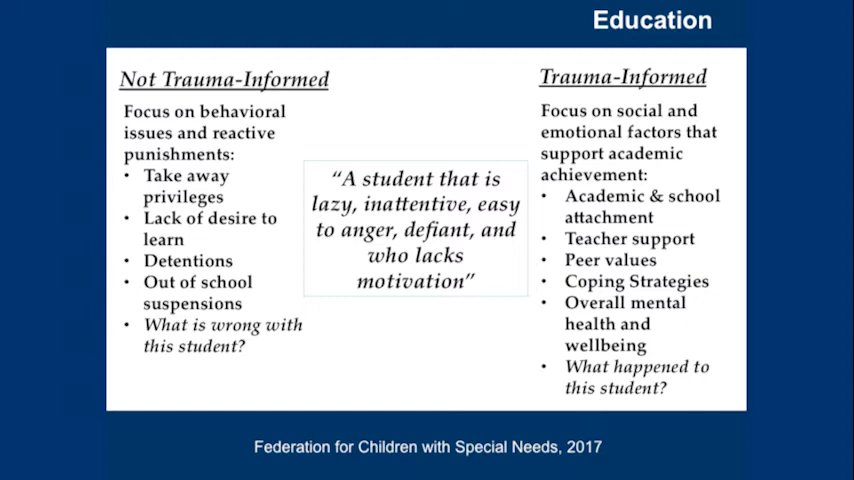 Education
Not Trauma-Informed
Focus on behavioral
issues and reactive
punishments:
• Take away
privileges
• Lack of desire to
learn
• Detentions
• Out of school
suspensions
• What is wrong with
this student?
“A student that is
lazy, inattentive, easy
to anger, defiant, and
who lacks
motivation”
Trauma-Informed
Focus on social and
emotional factors that
support academic
achievement:
• Academic & school
attachment
• Teacher support
• Peer values
• Coping Strategies
• Overall mental
health and
wellbeing
• What happened to
this student?
Federation for Children with Special Needs, 2017